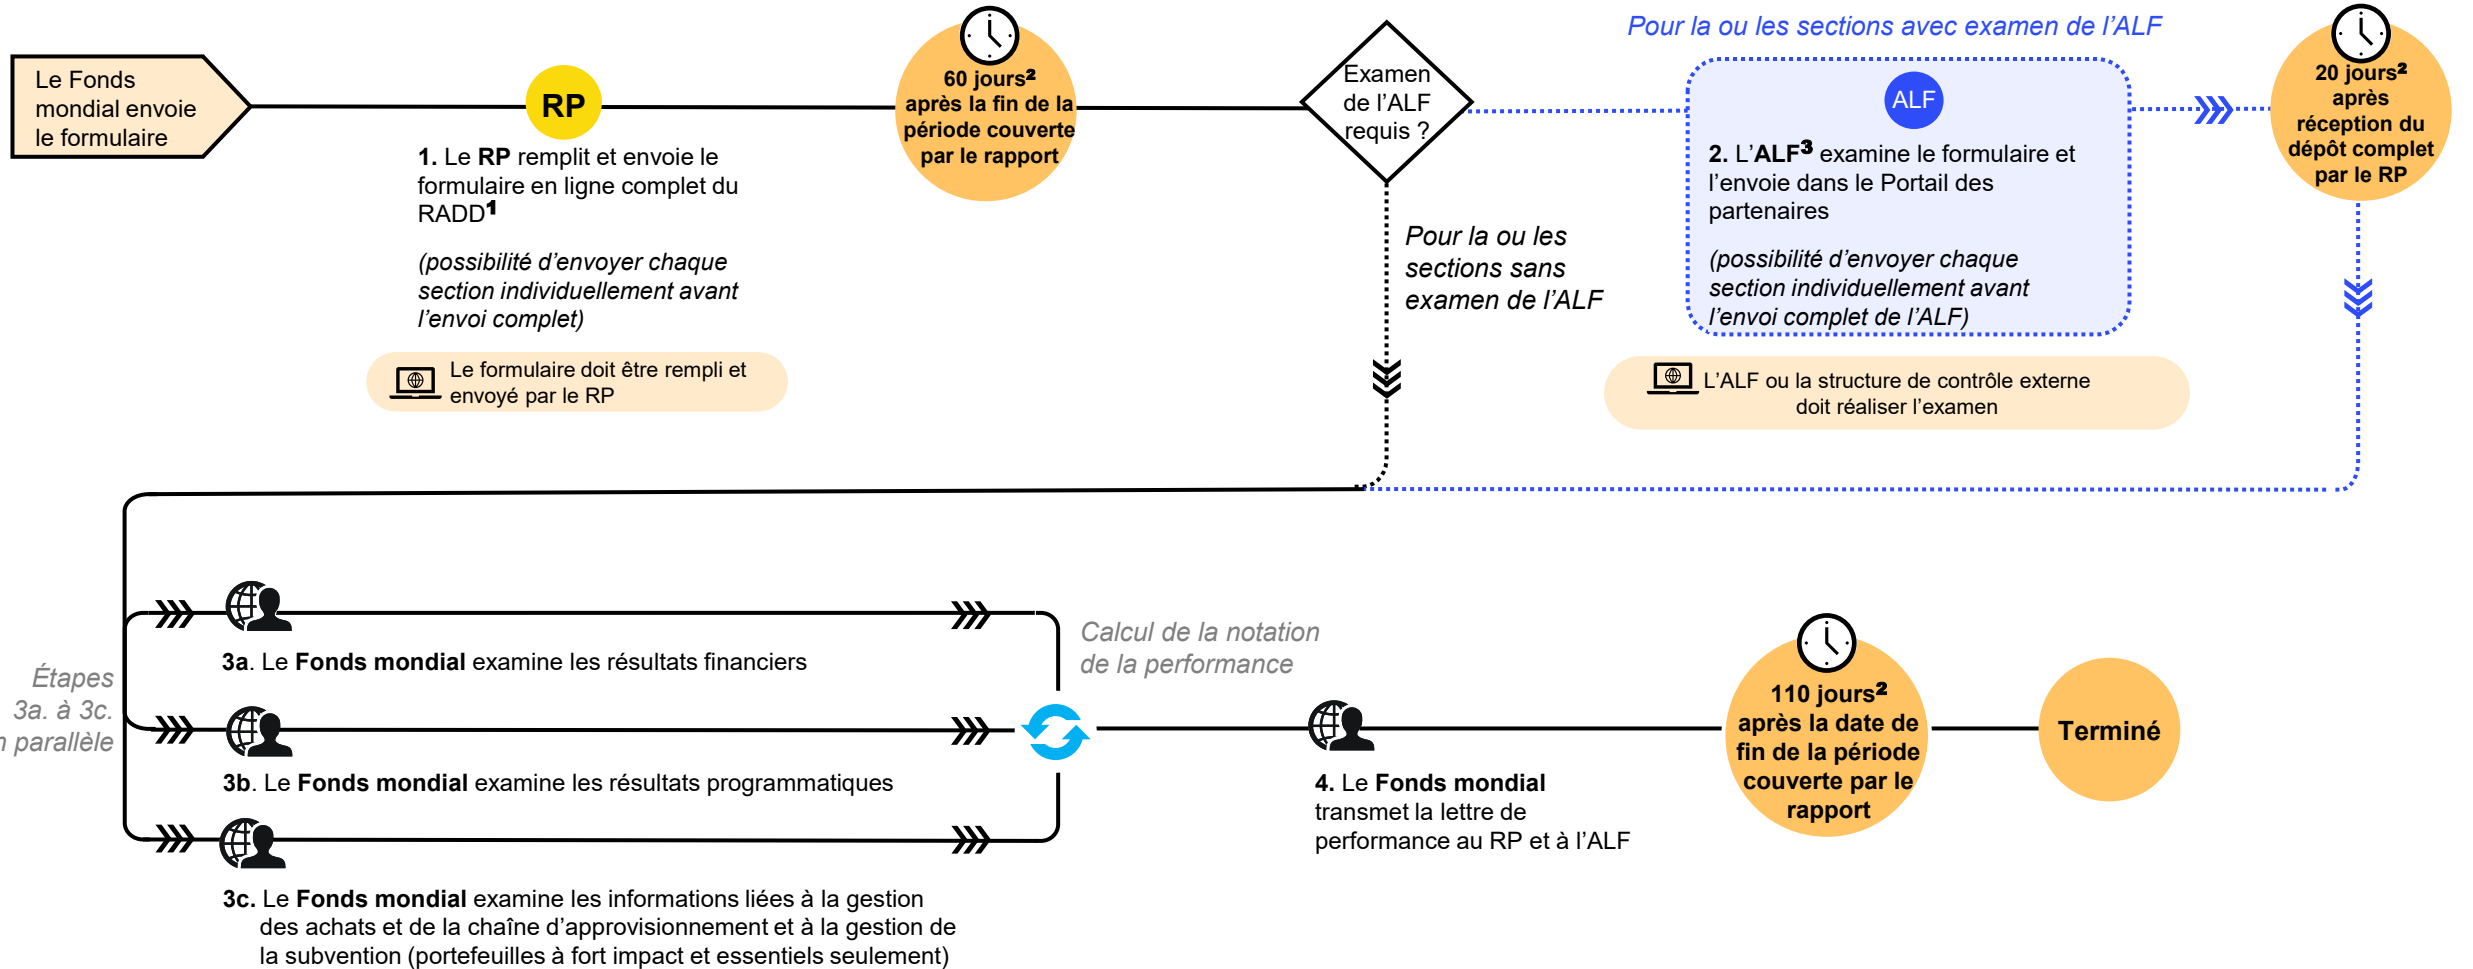 Le Fonds
mondial envoie
le formulaire
RP
1. Le RP remplit et envoie le
formulaire en ligne complet du
RADD¹
(possibilité d’envoyer chaque
section individuellement avant
l’envoi complet)
Le formulaire doit être rempli et
envoyé par le RP
60 jours²
après la fin de la
période couverte
par le rapport
Examen
de l’ALF
requis ?
Pour la ou les
sections sans
examen de l’ALF
Pour la ou les sections avec examen de l’ALF
ALF
2. L’ALF³ examine le formulaire et
l’envoie dans le Portail des
partenaires
(possibilité d’envoyer chaque
section individuellement avant
l’envoi complet de l’ALF)
L’ALF ou la structure de contrôle externe
doit réaliser l’examen
20 jours²
après
réception du
dépôt complet
par le RP
Étapes
3a. à 3c.
parallèle
3a. Le Fonds mondial examine les résultats financiers
3b. Le Fonds mondial examine les résultats programmatiques
3c. Le Fonds mondial examine les informations liées à la gestion
des achats et de la chaîne d’approvisionnement et à la gestion de
la subvention (portefeuilles à fort impact et essentiels seulement)
Calcul de la notation
de la performance
4. Le Fonds mondial
transmet la lettre de
performance au RP et à l’ALF
110 jours²
après la date de
fin de la période
couverte par le
rapport
Terminé